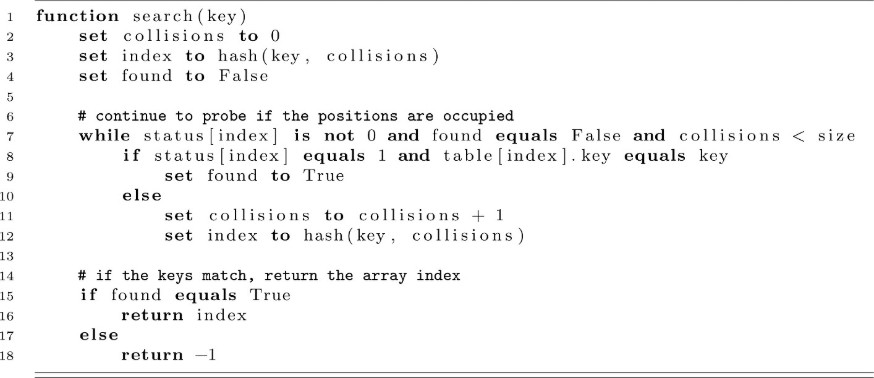 1 function search(key)
2 set collisions to 0
3 set index to hash(key, collisions)
4 set found to False
5
6 # continue to probe if the positions are occupied
7 while status[index] is not 0 and found equals False and collisions < size
8 if status[index] equals 1 and table[index].key equals key
9 set found to True
10 else
11 set collisions to collisions + 1
12 set index to hash(key, collisions)
13
14 # if the keys match, return the array index
15 if found equals True
16 return index
17 else
18 return −1